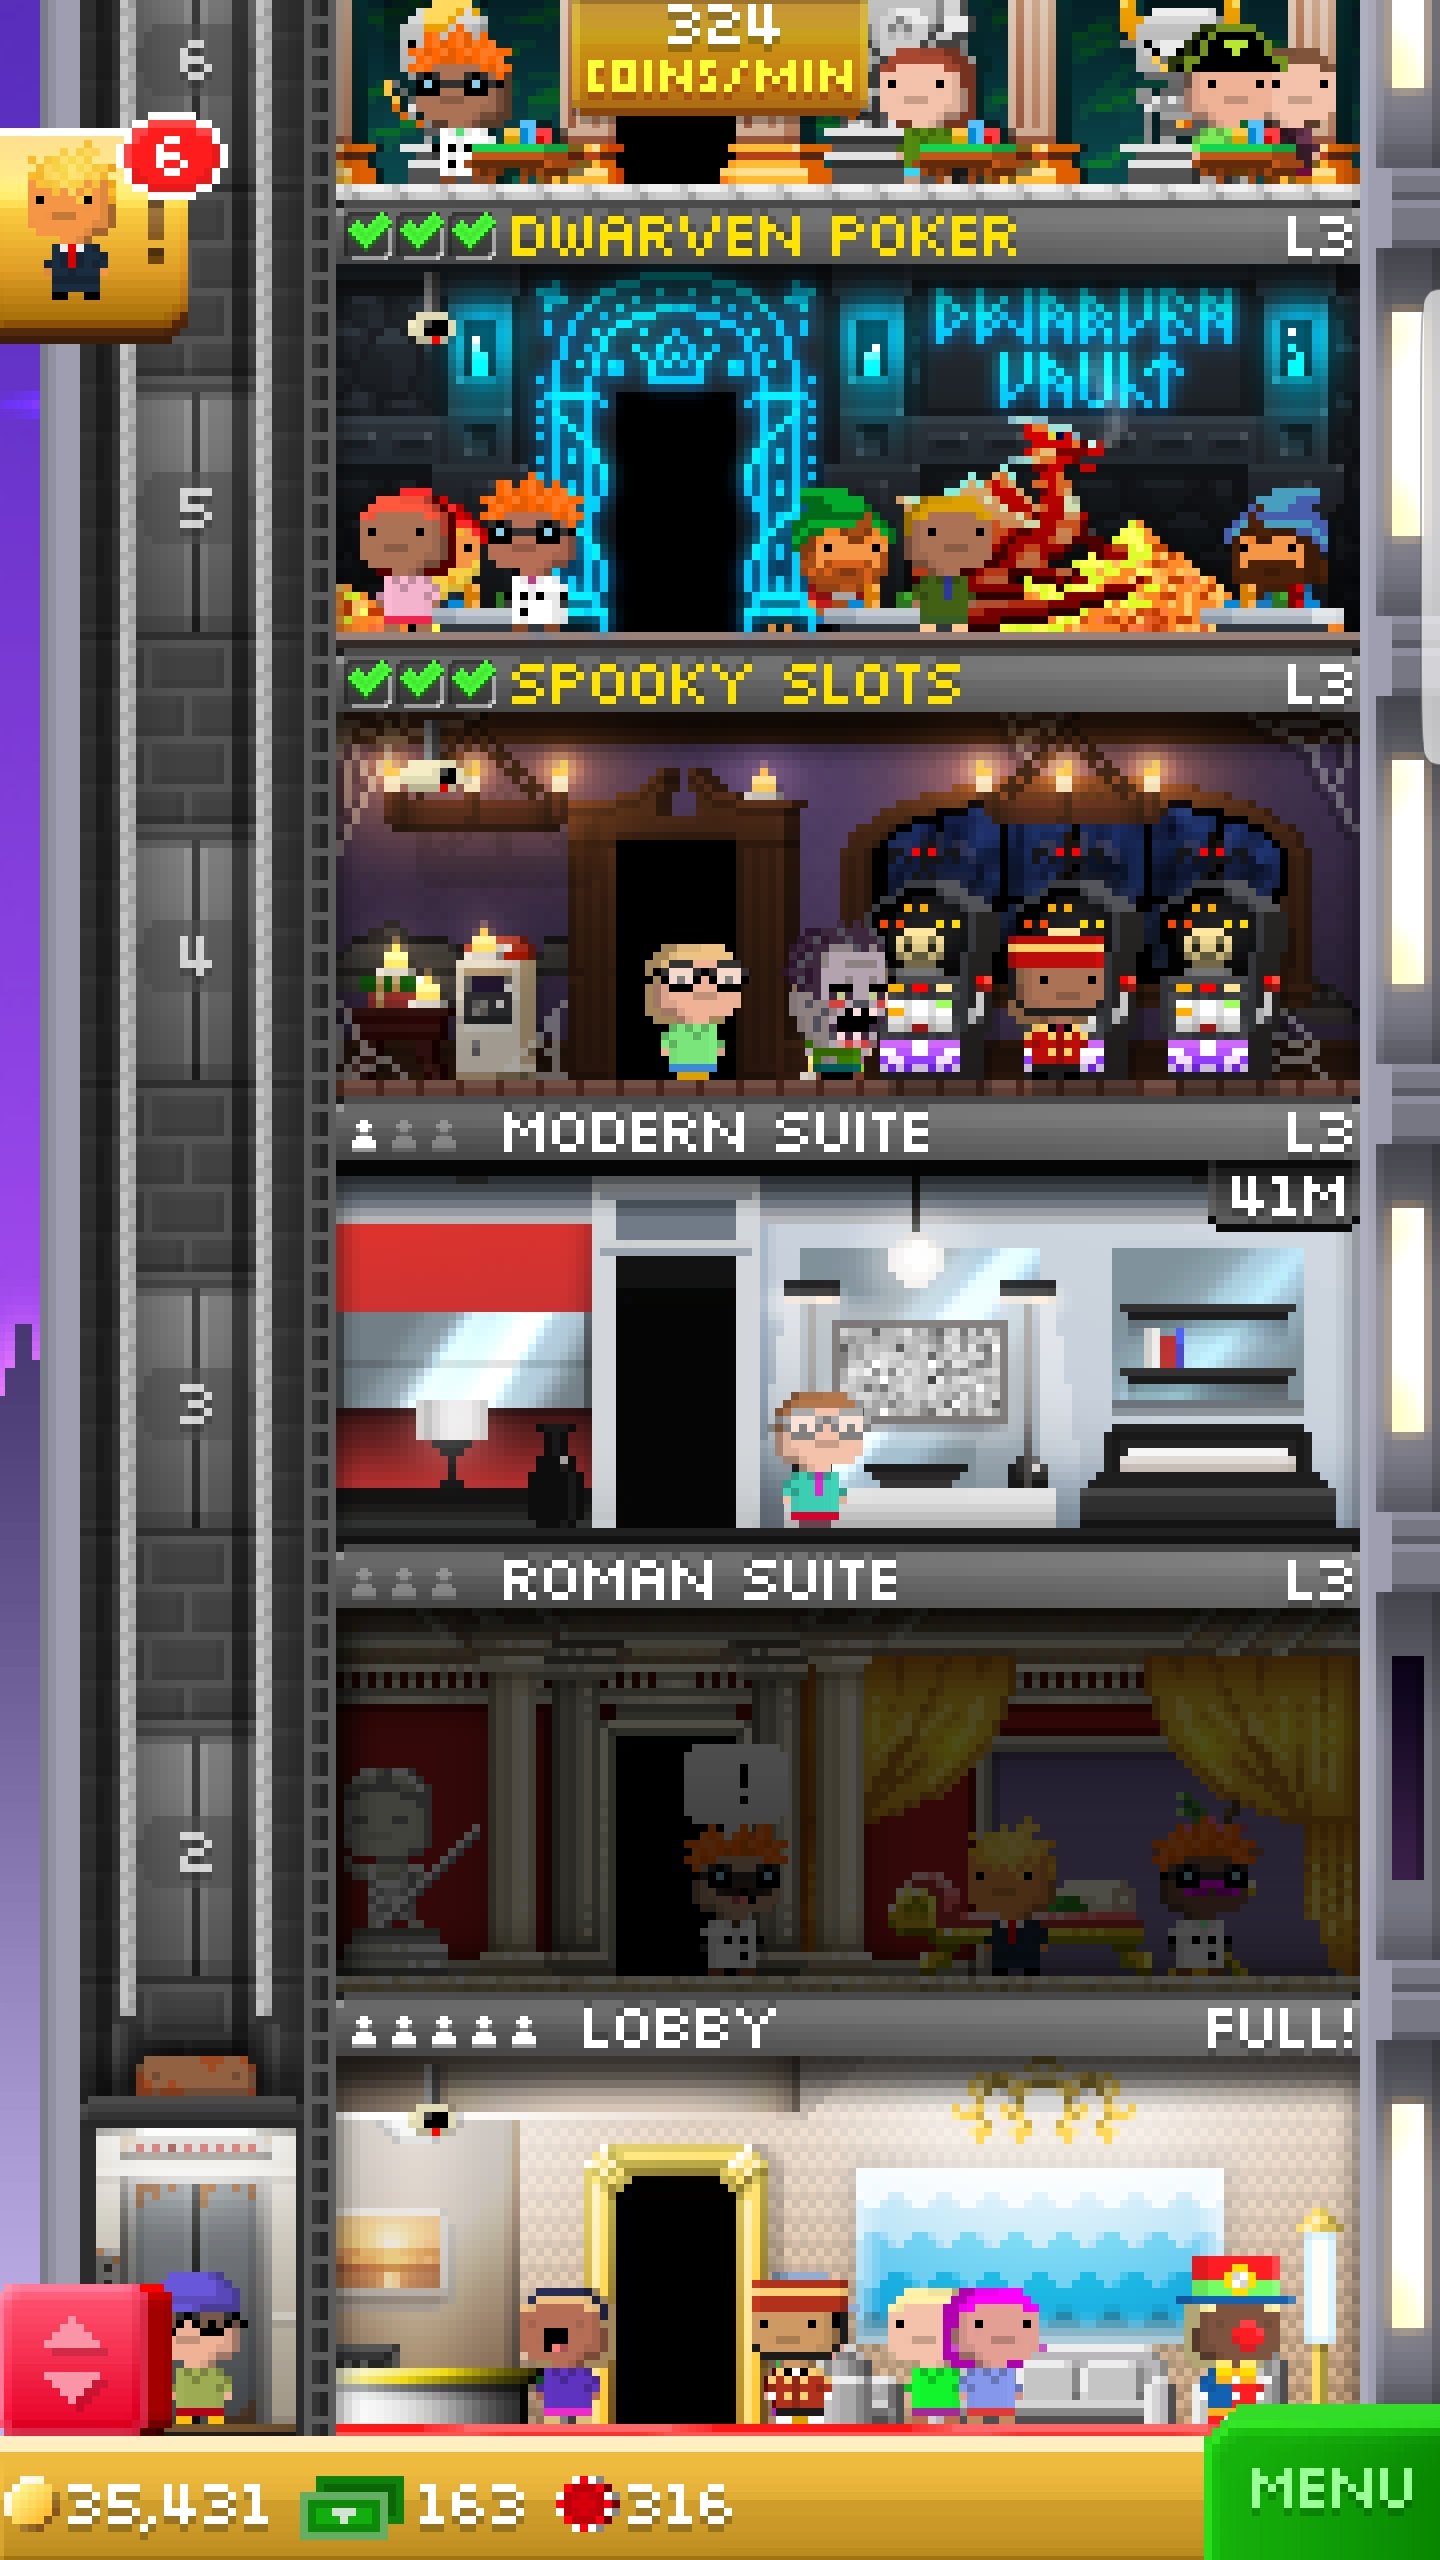 324
COINS/MIN
6
6
!
DWARVEN POKER L3
DWARVEN
VAULT
5
SPOOKY SLOTS L3
4
MODERN SUITE L3
41M
3
ROMAN SUITE L3
!
2
LOBBY FULL!
35,431 163 316
MENU